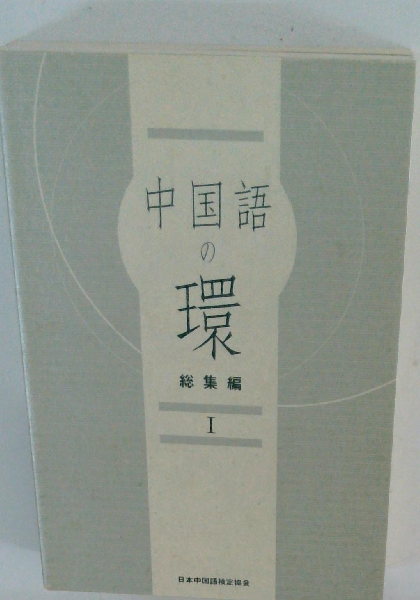 中国語
の
環
総集編
I
日本中国語検定協会